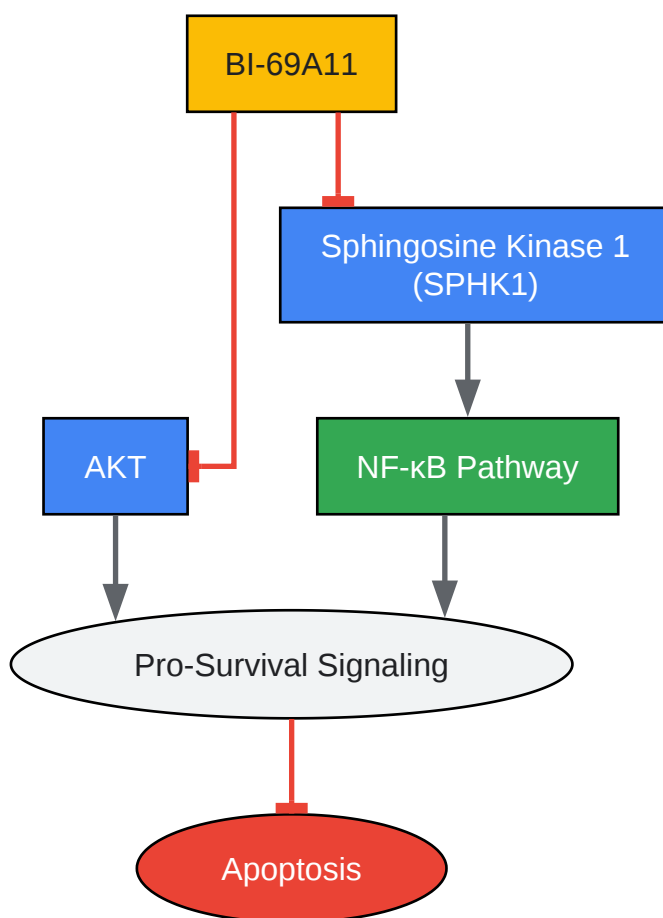 BI-69A11
Sphingosine Kinase 1
(SPHK1)
AKT
NF-κB Pathway
Pro-Survival Signaling
Apoptosis